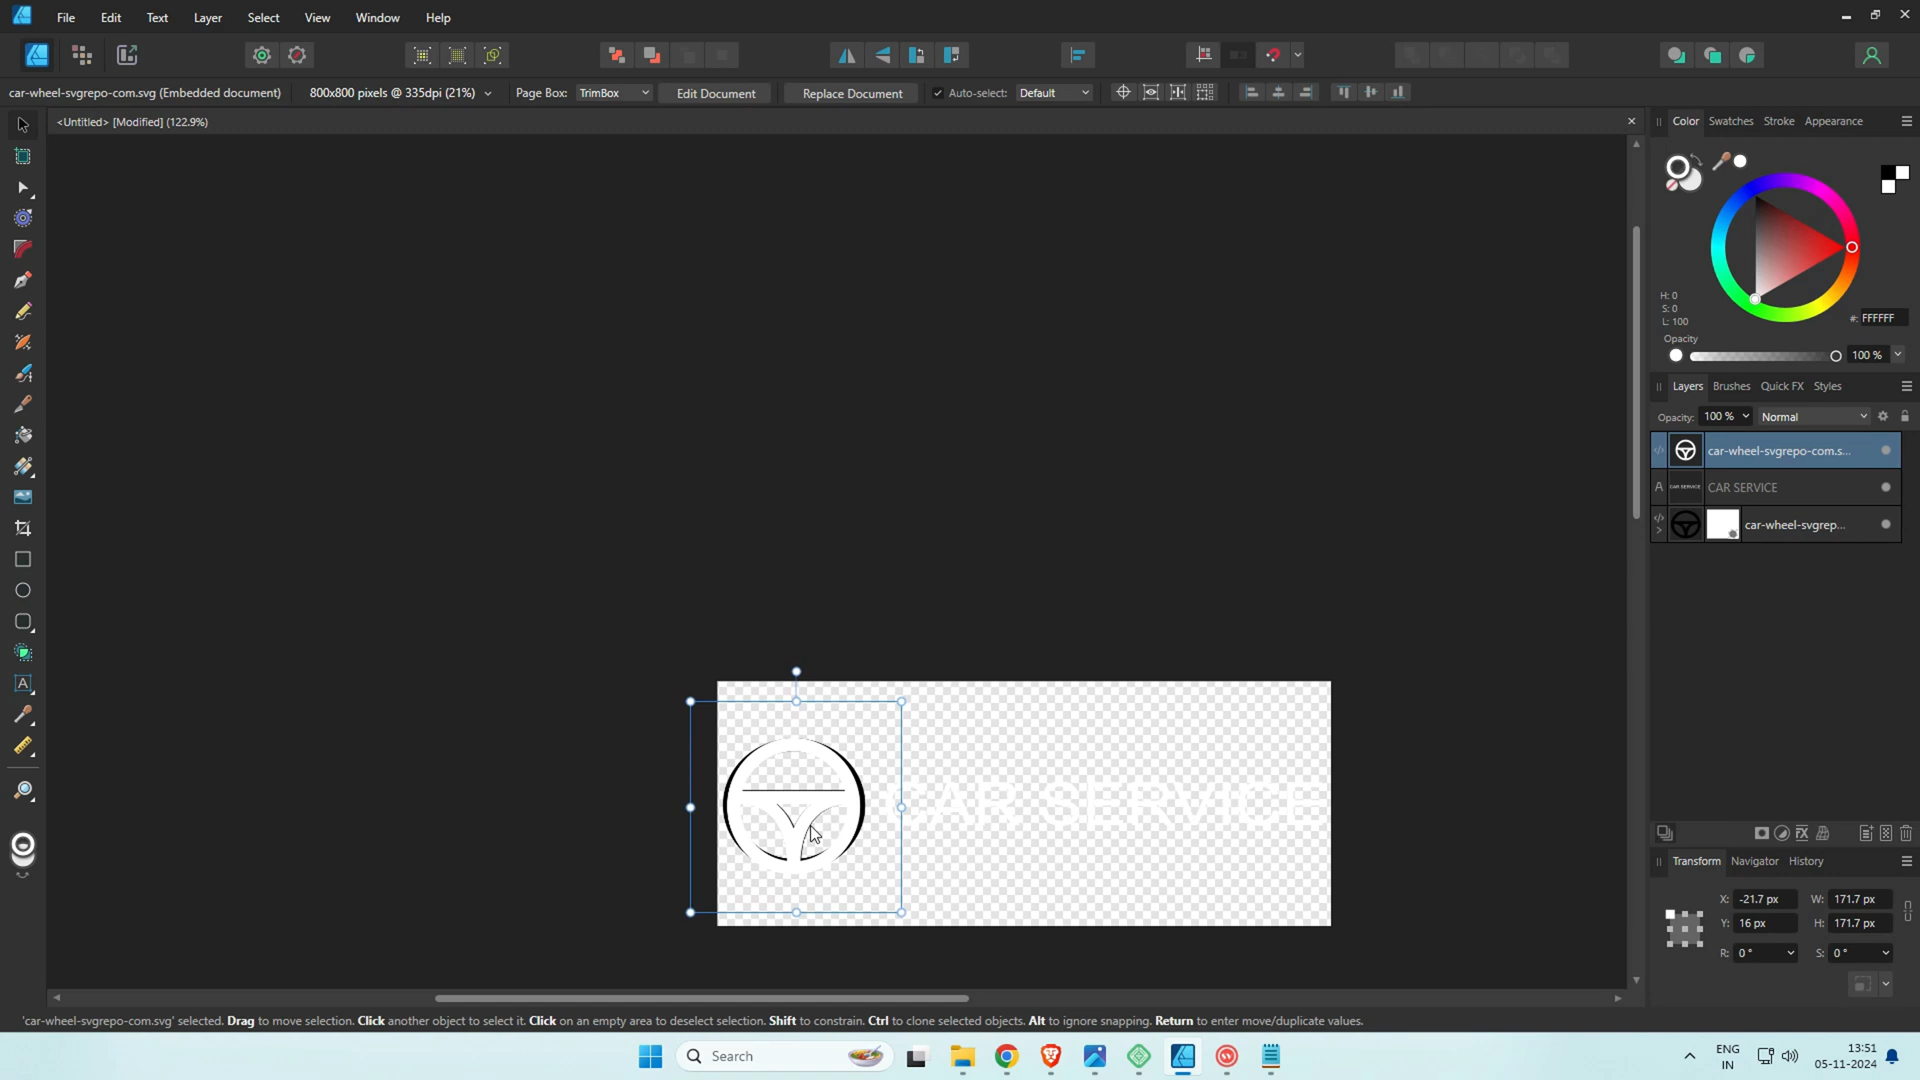 File Edit Text Layer Select View Window Help
car-wheel-svgrepo-com.svg (Embedded document) 800x800 pixels @ 335dpi (21%) Page Box: TrimBox Edit Document Replace Document Auto-select: Default
<Untitled> [Modified] (122.9%)
Color Swatches Stroke Appearance
H: 0
S: 0
L: 100
#: FFFFFF
Opacity
100 %
Layers Brushes Quick FX Styles
Opacity: 100 % Normal
car-wheel-svgrepo-com.s...
A CAR SERVICE CAR SERVICE
car-wheel-svgrep...
CAR SERVICE
Transform Navigator History
X: -21.7 px W: 171.7 px
Y: 16 px H: 171.7 px
R: 0 ° S: 0 °
'car-wheel-svgrepo-com.svg' selected. Drag to move selection. Click another object to select it. Click on an empty area to deselect selection. Shift to constrain. Ctrl to clone selected objects. Alt to ignore snapping. Return to enter move/duplicate values.
Search
ENG
IN
13:51
05-11-2024